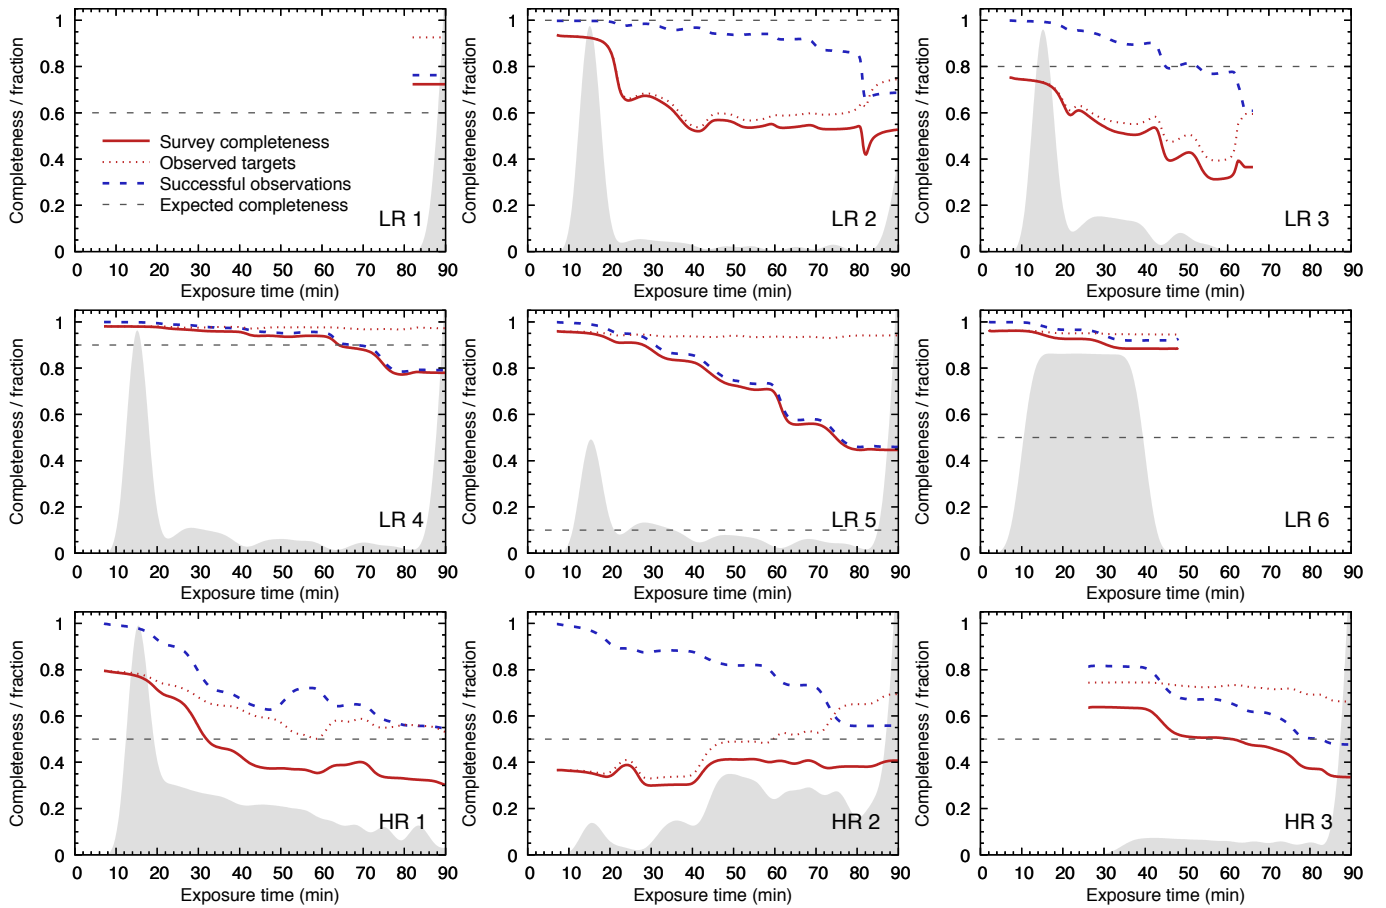 Completeness / fraction
1
0.8
0.6
0.4
0.2
0
Survey completeness
Observed targets
Successful observations
Expected completeness
LR 1
0 10 20 30 40 50 60 70 80 90
Exposure time (min)
Completeness / fraction
1
0.8
0.6
0.4
0.2
0
LR 2
0 10 20 30 40 50 60 70 80 90
Exposure time (min)
Completeness / fraction
1
0.8
0.6
0.4
0.2
0
LR 3
0 10 20 30 40 50 60 70 80 90
Exposure time (min)
Completeness / fraction
1
0.8
0.6
0.4
0.2
0
LR 4
0 10 20 30 40 50 60 70 80 90
Exposure time (min)
Completeness / fraction
1
0.8
0.6
0.4
0.2
0
LR 5
0 10 20 30 40 50 60 70 80 90
Exposure time (min)
Completeness / fraction
1
0.8
0.6
0.4
0.2
0
LR 6
0 10 20 30 40 50 60 70 80 90
Exposure time (min)
Completeness / fraction
1
0.8
0.6
0.4
0.2
0
HR 1
0 10 20 30 40 50 60 70 80 90
Exposure time (min)
Completeness / fraction
1
0.8
0.6
0.4
0.2
0
HR 2
0 10 20 30 40 50 60 70 80 90
Exposure time (min)
Completeness / fraction
1
0.8
0.6
0.4
0.2
0
HR 3
0 10 20 30 40 50 60 70 80 90
Exposure time (min)